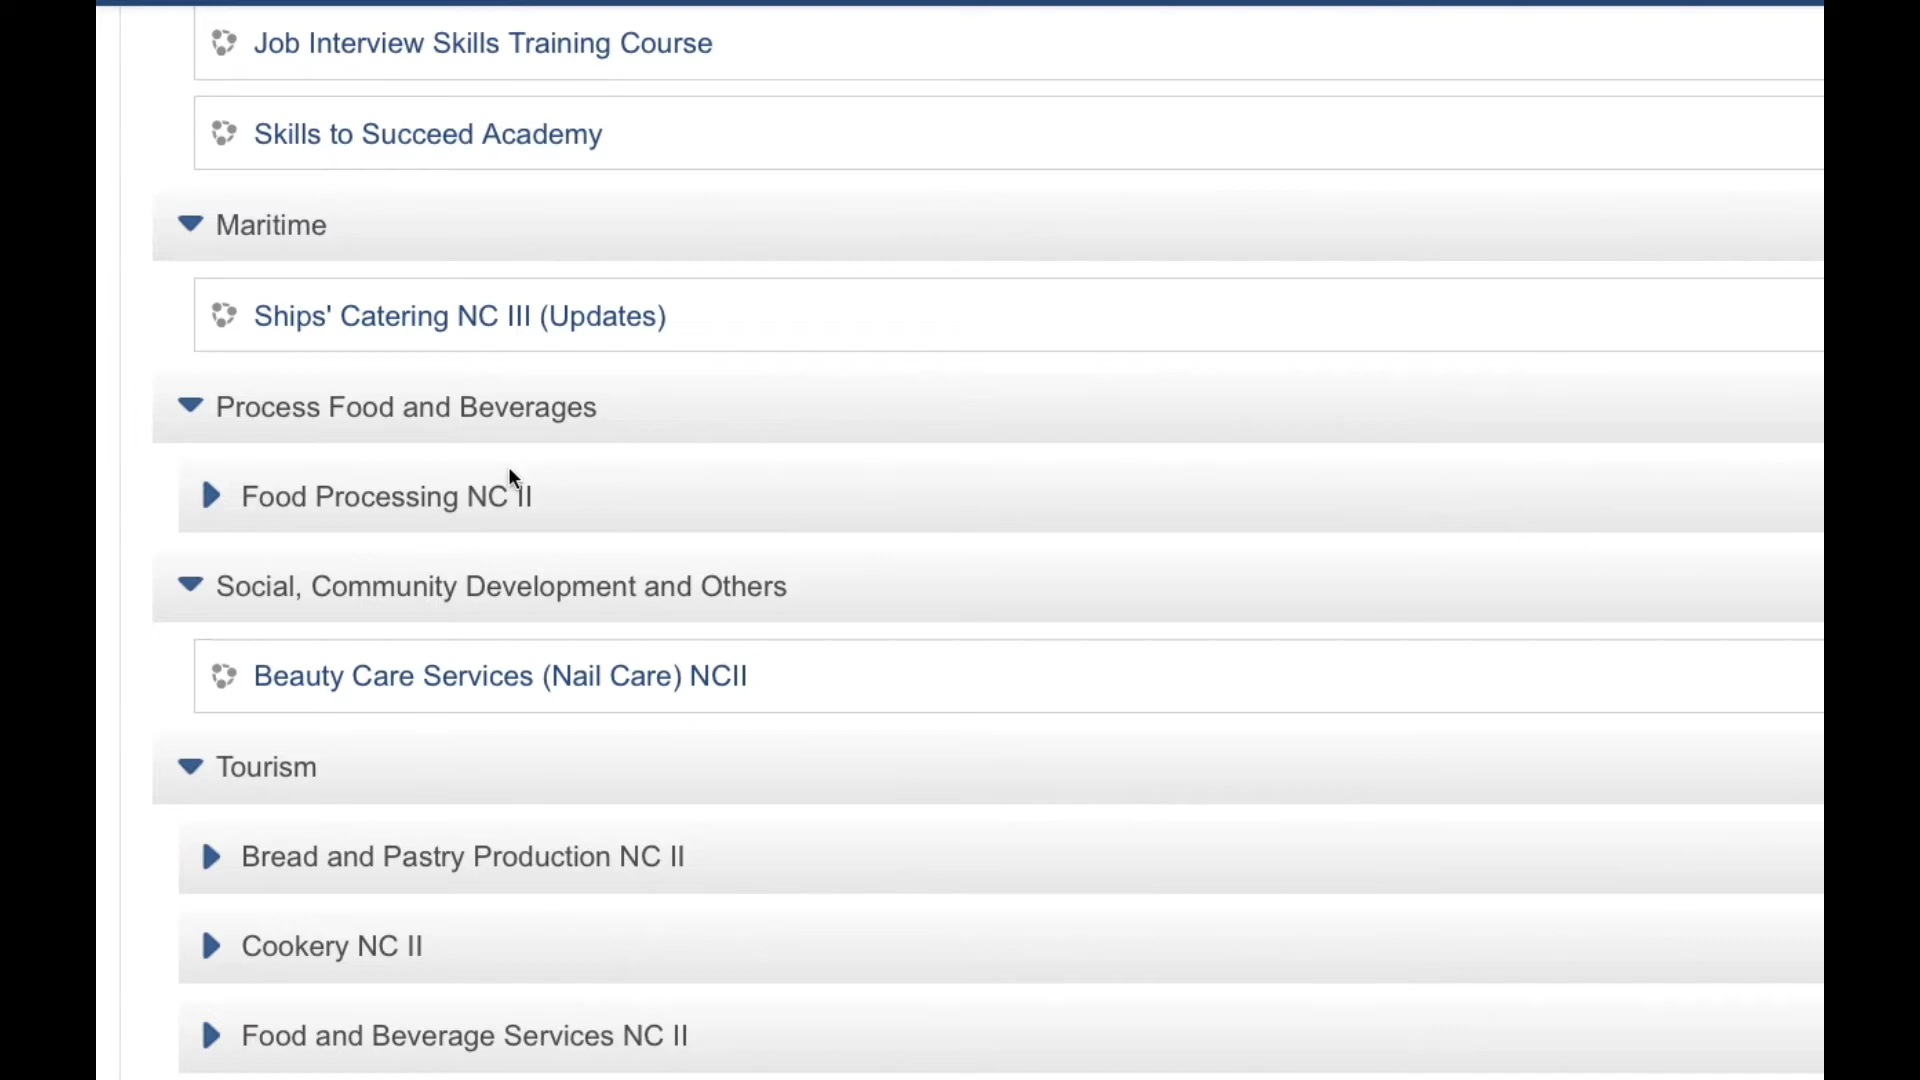 Job Interview Skills Training Course
Skills to Succeed Academy
Maritime
Ships' Catering NC III (Updates)
Process Food and Beverages
Food Processing NC II
Social, Community Development and Others
Beauty Care Services (Nail Care) NCII
Tourism
Bread and Pastry Production NC II
Cookery NC II
Food and Beverage Services NC II